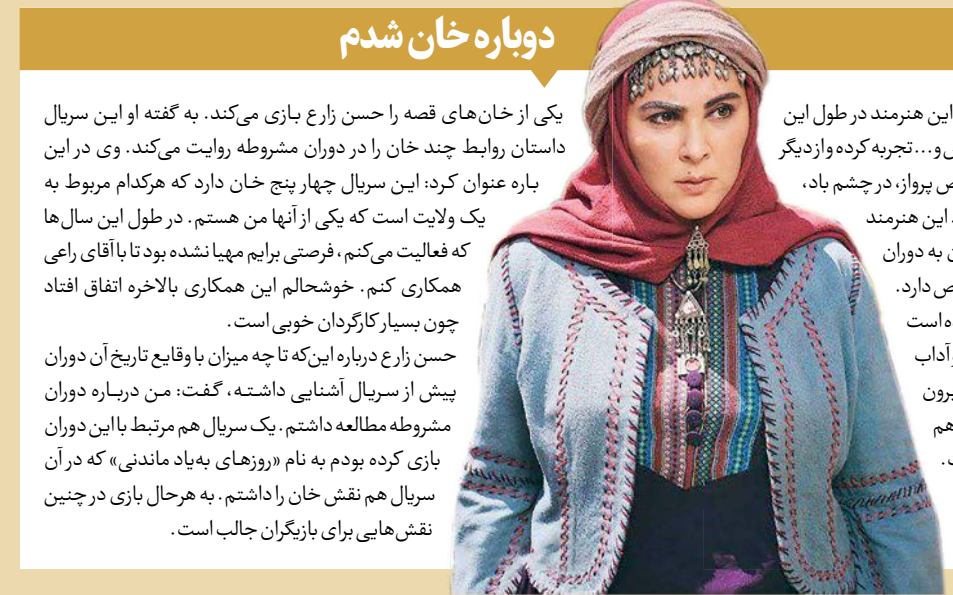 دوباره خان شدم
این هنرمند در طول این
و... تجربه کرده و از دیگر
پرواز، در چشم باد،
این هنرمند
به دوران
دارد.
است
آداب
هم
یکی از خان‌های قصه را حسن زارع بازی می‌کند. به گفته او این سریال
داستان روابط چند خان را در دوران مشروطه روایت می‌کند. وی در این
باره عنوان کرد: این سریال چهار پنج خان دارد که هرکدام مربوط به
یک ولایت است که یکی از آنها من هستم. در طول این سال‌ها
که فعالیت می‌کنم، فرصتی برایم مهیا نشده بود تا با آقای راعی
همکاری کنم. خوشحالم این همکاری بالاخره اتفاق افتاد
چون بسیار کارگردان خوبی است.
حسن زارع درباره این‌که تا چه میزان با وقایع تاریخ آن دوران
پیش از سریال آشنایی داشته، گفت: من درباره دوران
مشروطه مطالعه داشتم. یک سریال هم مرتبط با این دوران
بازی کرده بودم به نام «روزهای به‌یاد ماندنی» که در آن
سریال هم نقش خان را داشتم. به هرحال بازی در چنین
نقش‌هایی برای بازیگران جالب است.